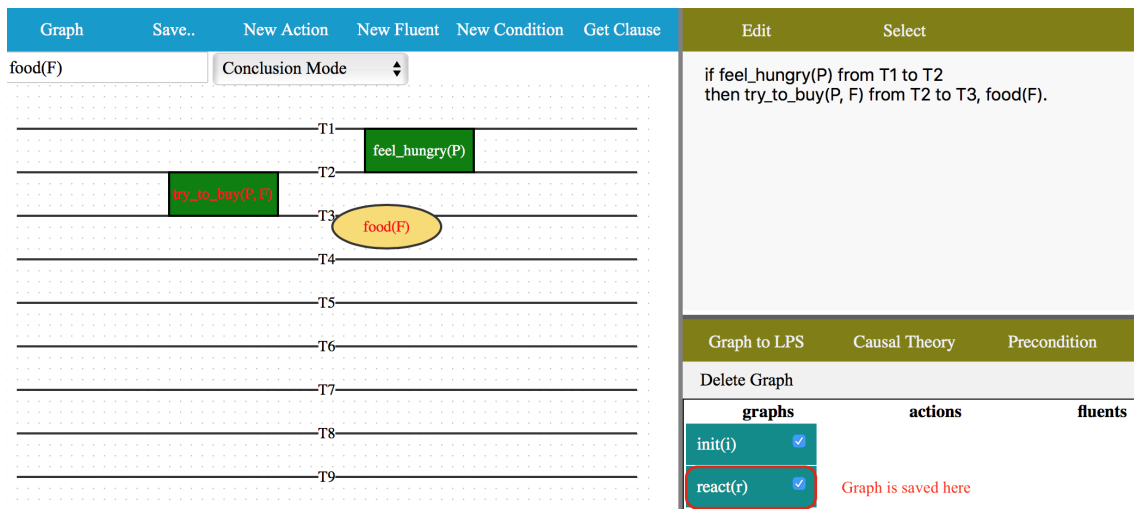 Graph Save.. New Action New Fluent New Condition Get Clause
food(F) Conclusion Mode
T1
feel_hungry(P)
T2
try_to_buy(P, F)
T3
food(F)
T4
T5
T6
T7
T8
T9
Edit Select
if feel_hungry(P) from T1 to T2
then try_to_buy(P, F) from T2 to T3, food(F).
Graph to LPS Causal Theory Precondition
Delete Graph
graphs actions fluents
init(i)
react(r) Graph is saved here